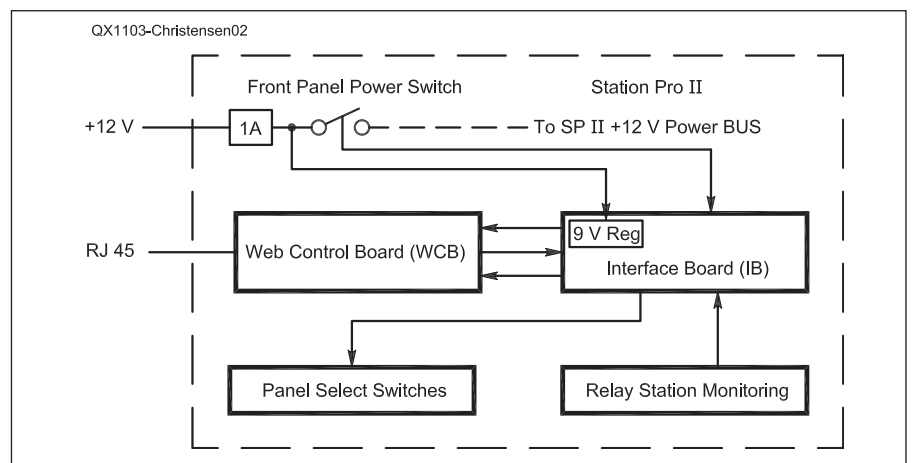 QX1103-Christensen02
Front Panel Power Switch
Station Pro II
+12 V
1A
To SP II +12 V Power BUS
9 V Reg
RJ 45
Web Control Board (WCB)
Interface Board (IB)
Panel Select Switches
Relay Station Monitoring